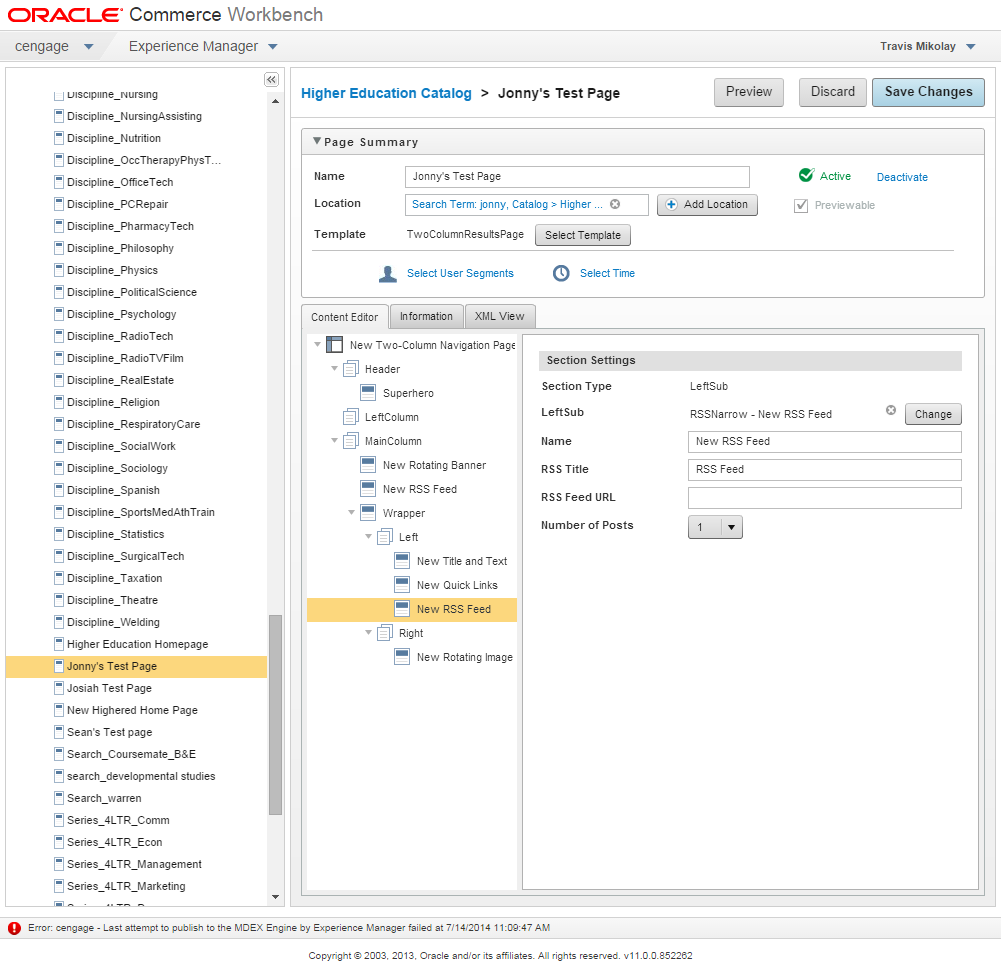 ORACLE Commerce Workbench
cengage Experience Manager Travis Mikolay
Discipline_Nursing
Discipline_NursingAssisting
Discipline_Nutrition
Discipline_OccTherapyPhysT...
Discipline_OfficeTech
Discipline_PCRepair
Discipline_PharmacyTech
Discipline_Philosophy
Discipline_Physics
Discipline_PoliticalScience
Discipline_Psychology
Discipline_RadioTech
Discipline_RadioTVFilm
Discipline_RealEstate
Discipline_Religion
Discipline_RespiratoryCare
Discipline_SocialWork
Discipline_Sociology
Discipline_Spanish
Discipline_SportsMedAthTrain
Discipline_Statistics
Discipline_SurgicalTech
Discipline_Taxation
Discipline_Theatre
Discipline_Welding
Higher Education Homepage
Jonny's Test Page
Josiah Test Page
New Highered Home Page
Sean's Test page
Search_Coursemate_B&E
search_developmental studies
Search_warren
Series_4LTR_Comm
Series_4LTR_Econ
Series_4LTR_Management
Series_4LTR_Marketing
Higher Education Catalog > Jonny's Test Page Preview Discard Save Changes
Page Summary
Name Jonny's Test Page Active Deactivate
Location Search Term: jonny, Catalog > Higher ... Add Location Previewable
Template TwoColumnResultsPage Select Template
Select User Segments Select Time
Content Editor Information XML View
New Two-Column Navigation Page
Header
Superhero
LeftColumn
MainColumn
New Rotating Banner
New RSS Feed
Wrapper
Left
New Title and Text
New Quick Links
New RSS Feed
Right
New Rotating Image
Section Settings
Section Type LeftSub
LeftSub RSSNarrow - New RSS Feed Change
Name New RSS Feed
RSS Title RSS Feed
RSS Feed URL
Number of Posts 1
Error: cengage - Last attempt to publish to the MDEX Engine by Experience Manager failed at 7/14/2014 11:09:47 AM
Copyright © 2003, 2013, Oracle and/or its affiliates. All rights reserved. v11.0.0.852262